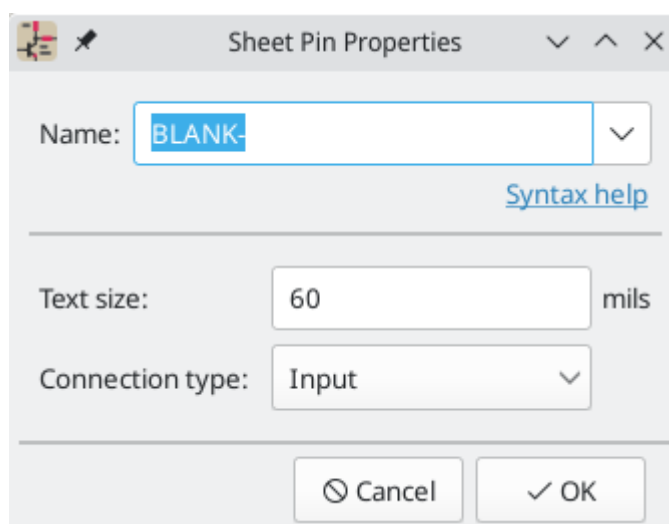 Sheet Pin Properties
Name: BLANK-
Syntax help
Text size: 60 mils
Connection type: Input
Cancel OK